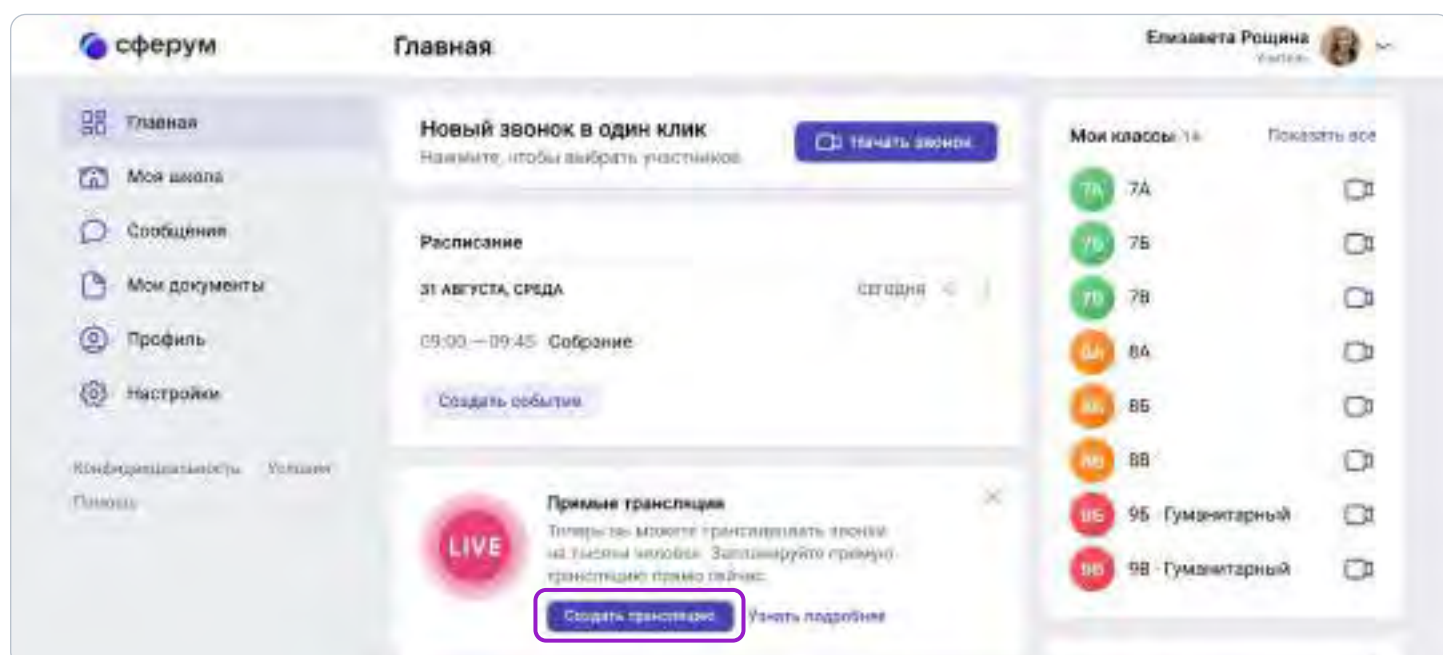 сферум
Главная
Елизавета Рощина
Учитель
Главная
Моя школа
Сообщения
Мои документы
Профиль
Настройки
Конфиденциальность Условия
Помощь
Новый звонок в один клик
Нажмите, чтобы выбрать участников
Начать звонок
Расписание
31 АВГУСТА, СРЕДА
СЕГОДНЯ
09:00 — 09:45 Собрание
Создать событие
LIVE
Прямые трансляции
Теперь вы можете транслировать звонки
на тысячи человек. Запланируйте прямую
трансляцию прямо сейчас.
Создать трансляцию
Узнать подробнее
Мои классы 14
Показать все
7А 7А
7Б 7Б
7В 7В
8А 8А
8Б 8Б
8В 8В
9Б 9Б · Гуманитарный
9В 9В · Гуманитарный